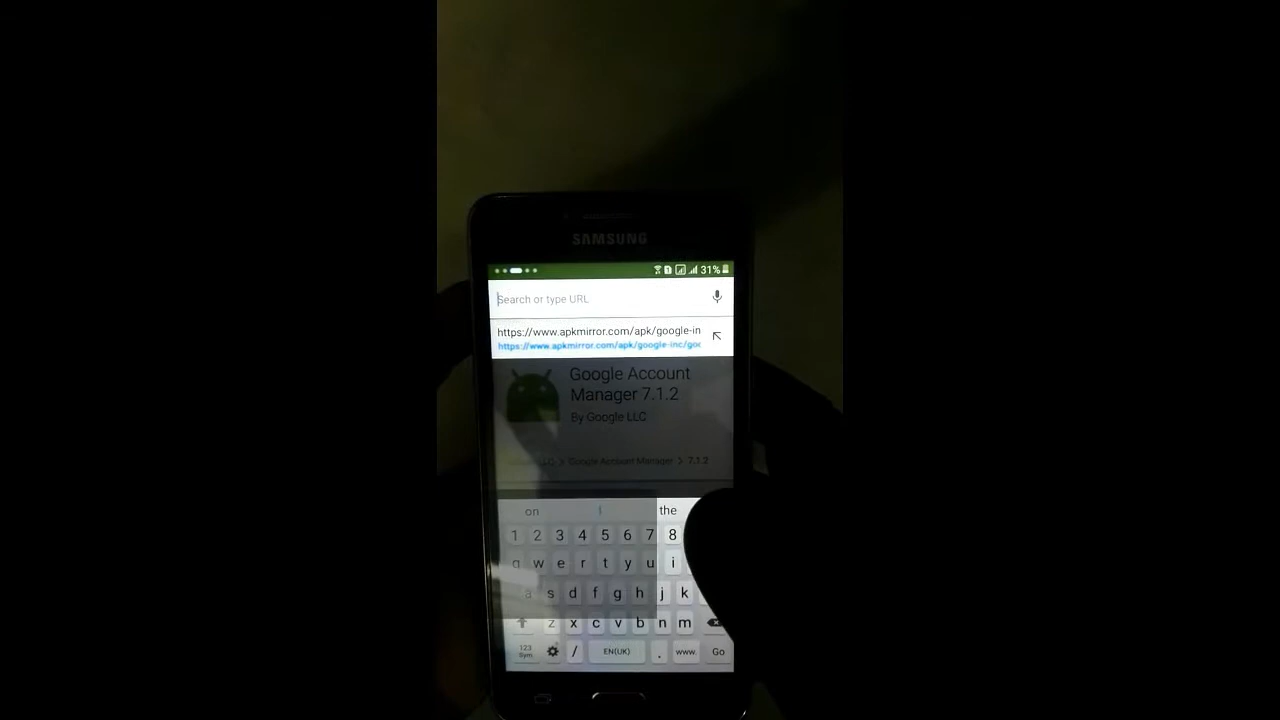 SAMSUNG
31%
Search or type URL
https://www.apkmirror.com/apk/google-in
https://www.apkmirror.com/apk/google-inc/goo
Google Account
Manager 7.1.2
By Google LLC
Google Account Manager > 7.1.2
on the
1 2 3 4 5 6 7 8
q w e r t y u i
a s d f g h j k
z x c v b n m
123 / EN(UK) . www. Go
Sym